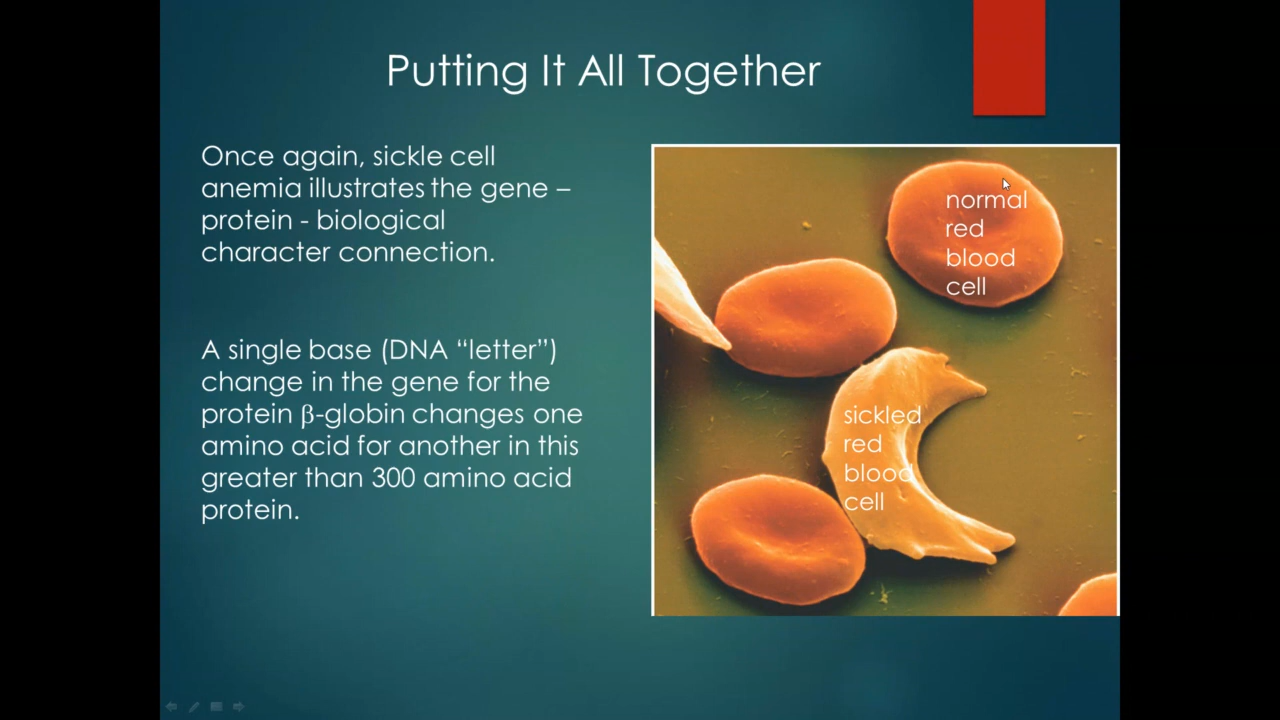 Putting It All Together
Once again, sickle cell
anemia illustrates the gene –
protein - biological
character connection.
A single base (DNA “letter”)
change in the gene for the
protein β-globin changes one
amino acid for another in this
greater than 300 amino acid
protein.
normal
red
blood
cell
sickled
red
blood
cell